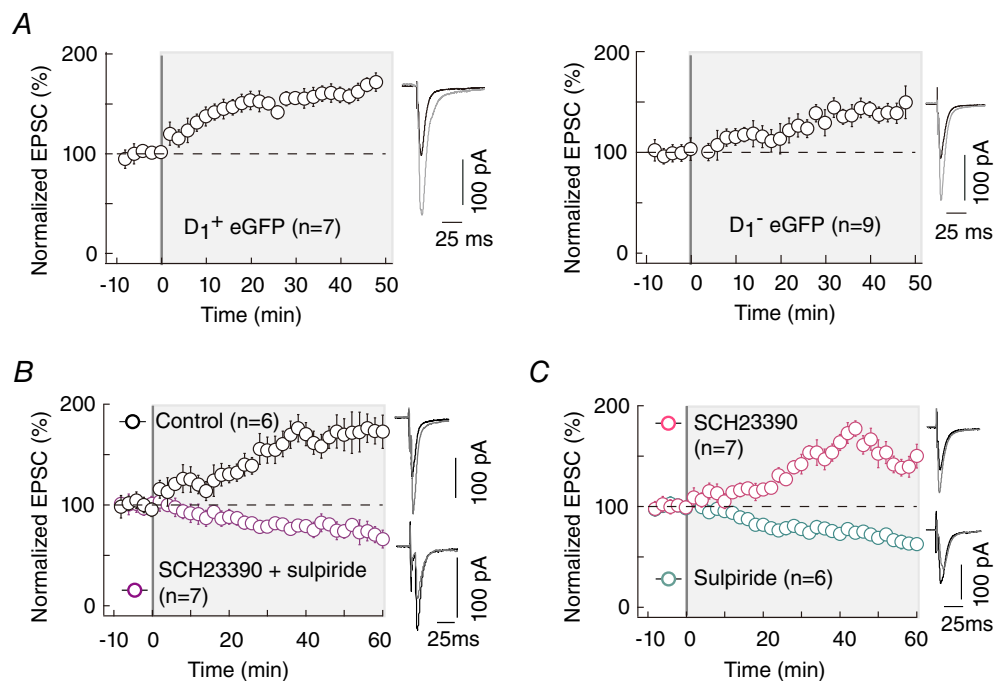 A
Normalized EPSC (%)
200
100
0
D1+ eGFP (n=7)
-10 0 10 20 30 40 50
Time (min)
100 pA
25 ms
Normalized EPSC (%)
200
100
0
D1- eGFP (n=9)
-10 0 10 20 30 40 50
Time (min)
100 pA
25 ms
B
Normalized EPSC (%)
200
100
0
Control (n=6)
SCH23390 + sulpiride
(n=7)
-10 0 20 40 60
Time (min)
100 pA
100 pA
25ms
C
Normalized EPSC (%)
200
100
0
SCH23390
(n=7)
Sulpiride (n=6)
-10 0 20 40 60
Time (min)
100 pA
100 pA
25ms